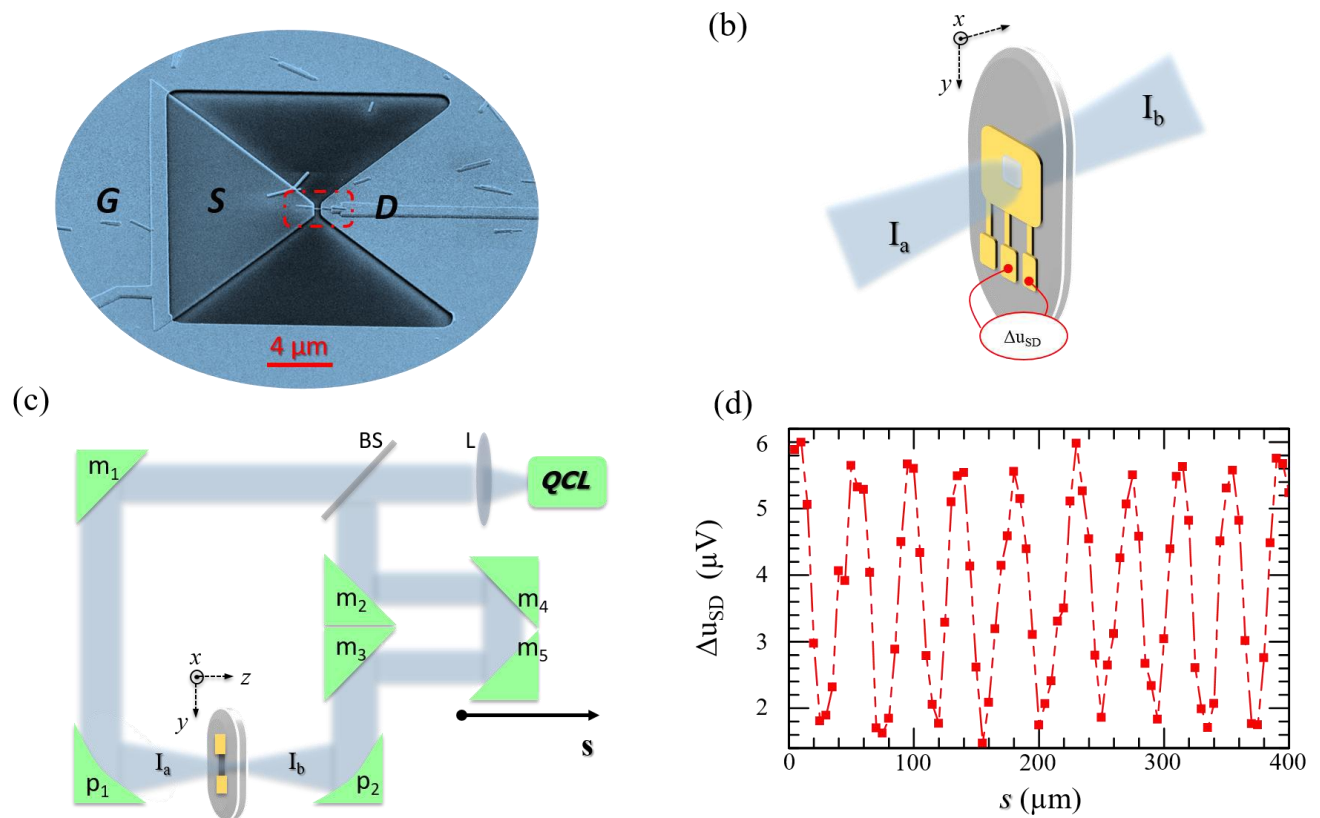 (b)
x
y
I_b
I_a
Δu_SD
G
S
D
4 μm
(c)
BS
L
QCL
m_1
m_2
m_3
m_4
m_5
x
z
y
s
I_a
I_b
p_1
p_2
(d)
Δu_SD (μV)
6
5
4
3
2
0
100
200
300
400
s (μm)